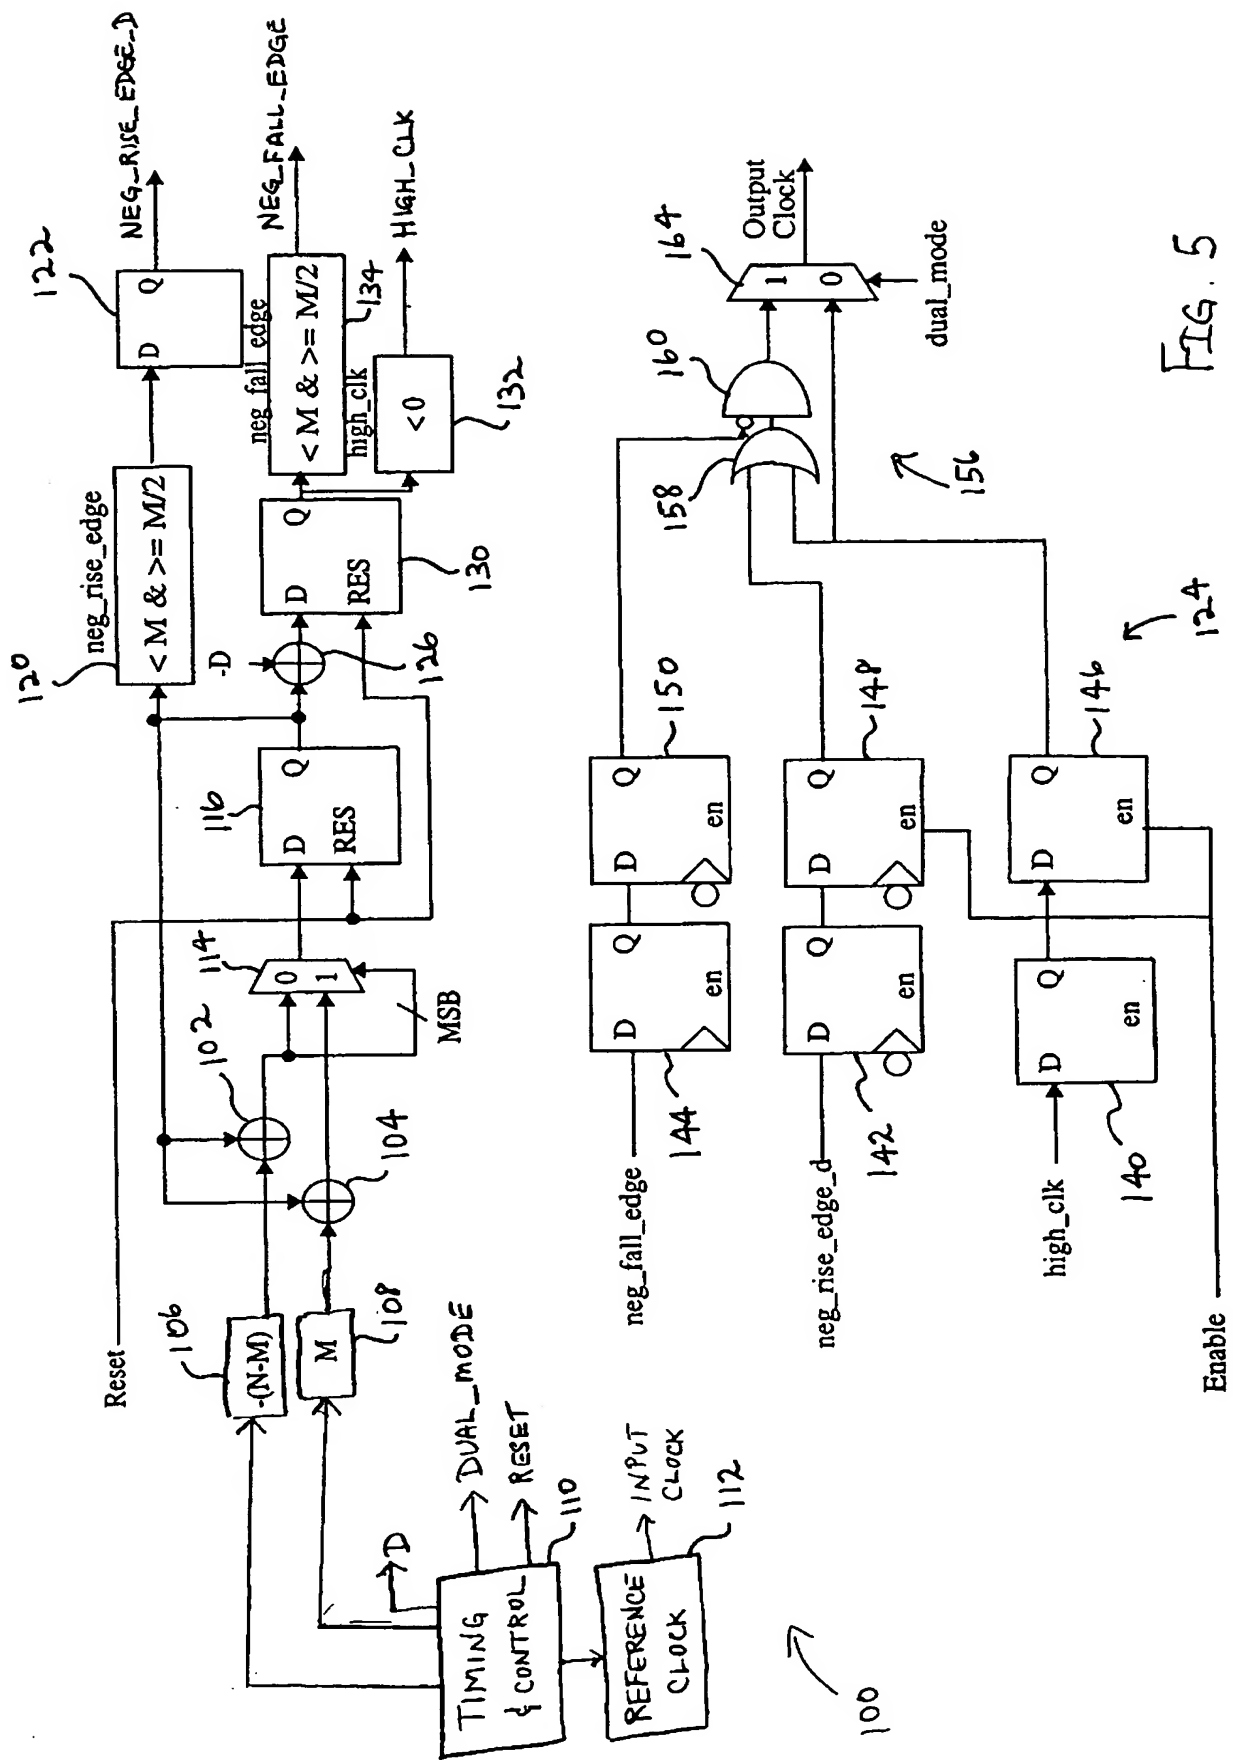 NEG_RISE_EDGE_D
NEG_FALL_EDGE
HIGH_CLK
122
D
Q
120
neg_rise_edge
< M & >= M/2
neg_fall_edge
< M & >= M/2
134
high_clk
< 0
132
-D
126
D
Q
RES
130
116
D
Q
RES
114
0
1
MSB
102
104
Reset
106
-(N-M)
M
108
DUAL_MODE
RESET
D
TIMING
& CONTROL
110
REFERENCE
CLOCK
112
INPUT
CLOCK
100
neg_fall_edge
D
Q
en
144
D
Q
en
150
neg_rise_edge_d
D
Q
en
142
D
Q
en
148
high_clk
D
Q
en
140
D
Q
en
146
Enable
124
158
160
156
164
1
0
Output
Clock
dual_mode
FIG. 5